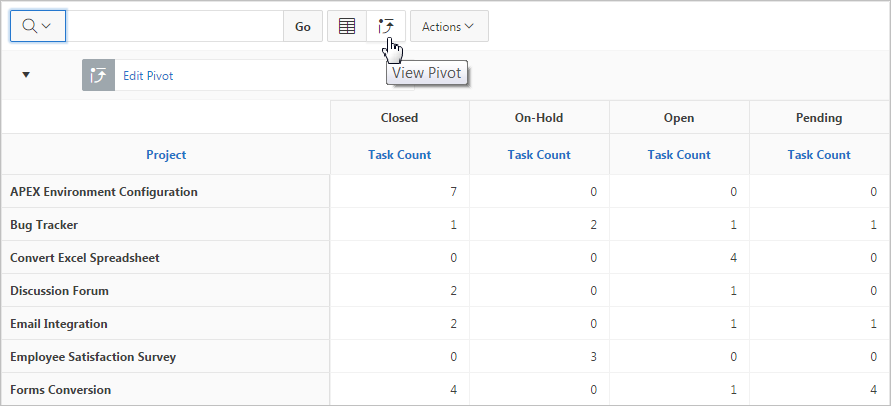 Go Actions
View Pivot
Edit Pivot
Closed On-Hold Open Pending
Project Task Count Task Count Task Count Task Count
APEX Environment Configuration 7 0 0 0
Bug Tracker 1 2 1 1
Convert Excel Spreadsheet 0 0 4 0
Discussion Forum 2 0 1 0
Email Integration 2 0 1 1
Employee Satisfaction Survey 0 3 0 0
Forms Conversion 4 0 1 4